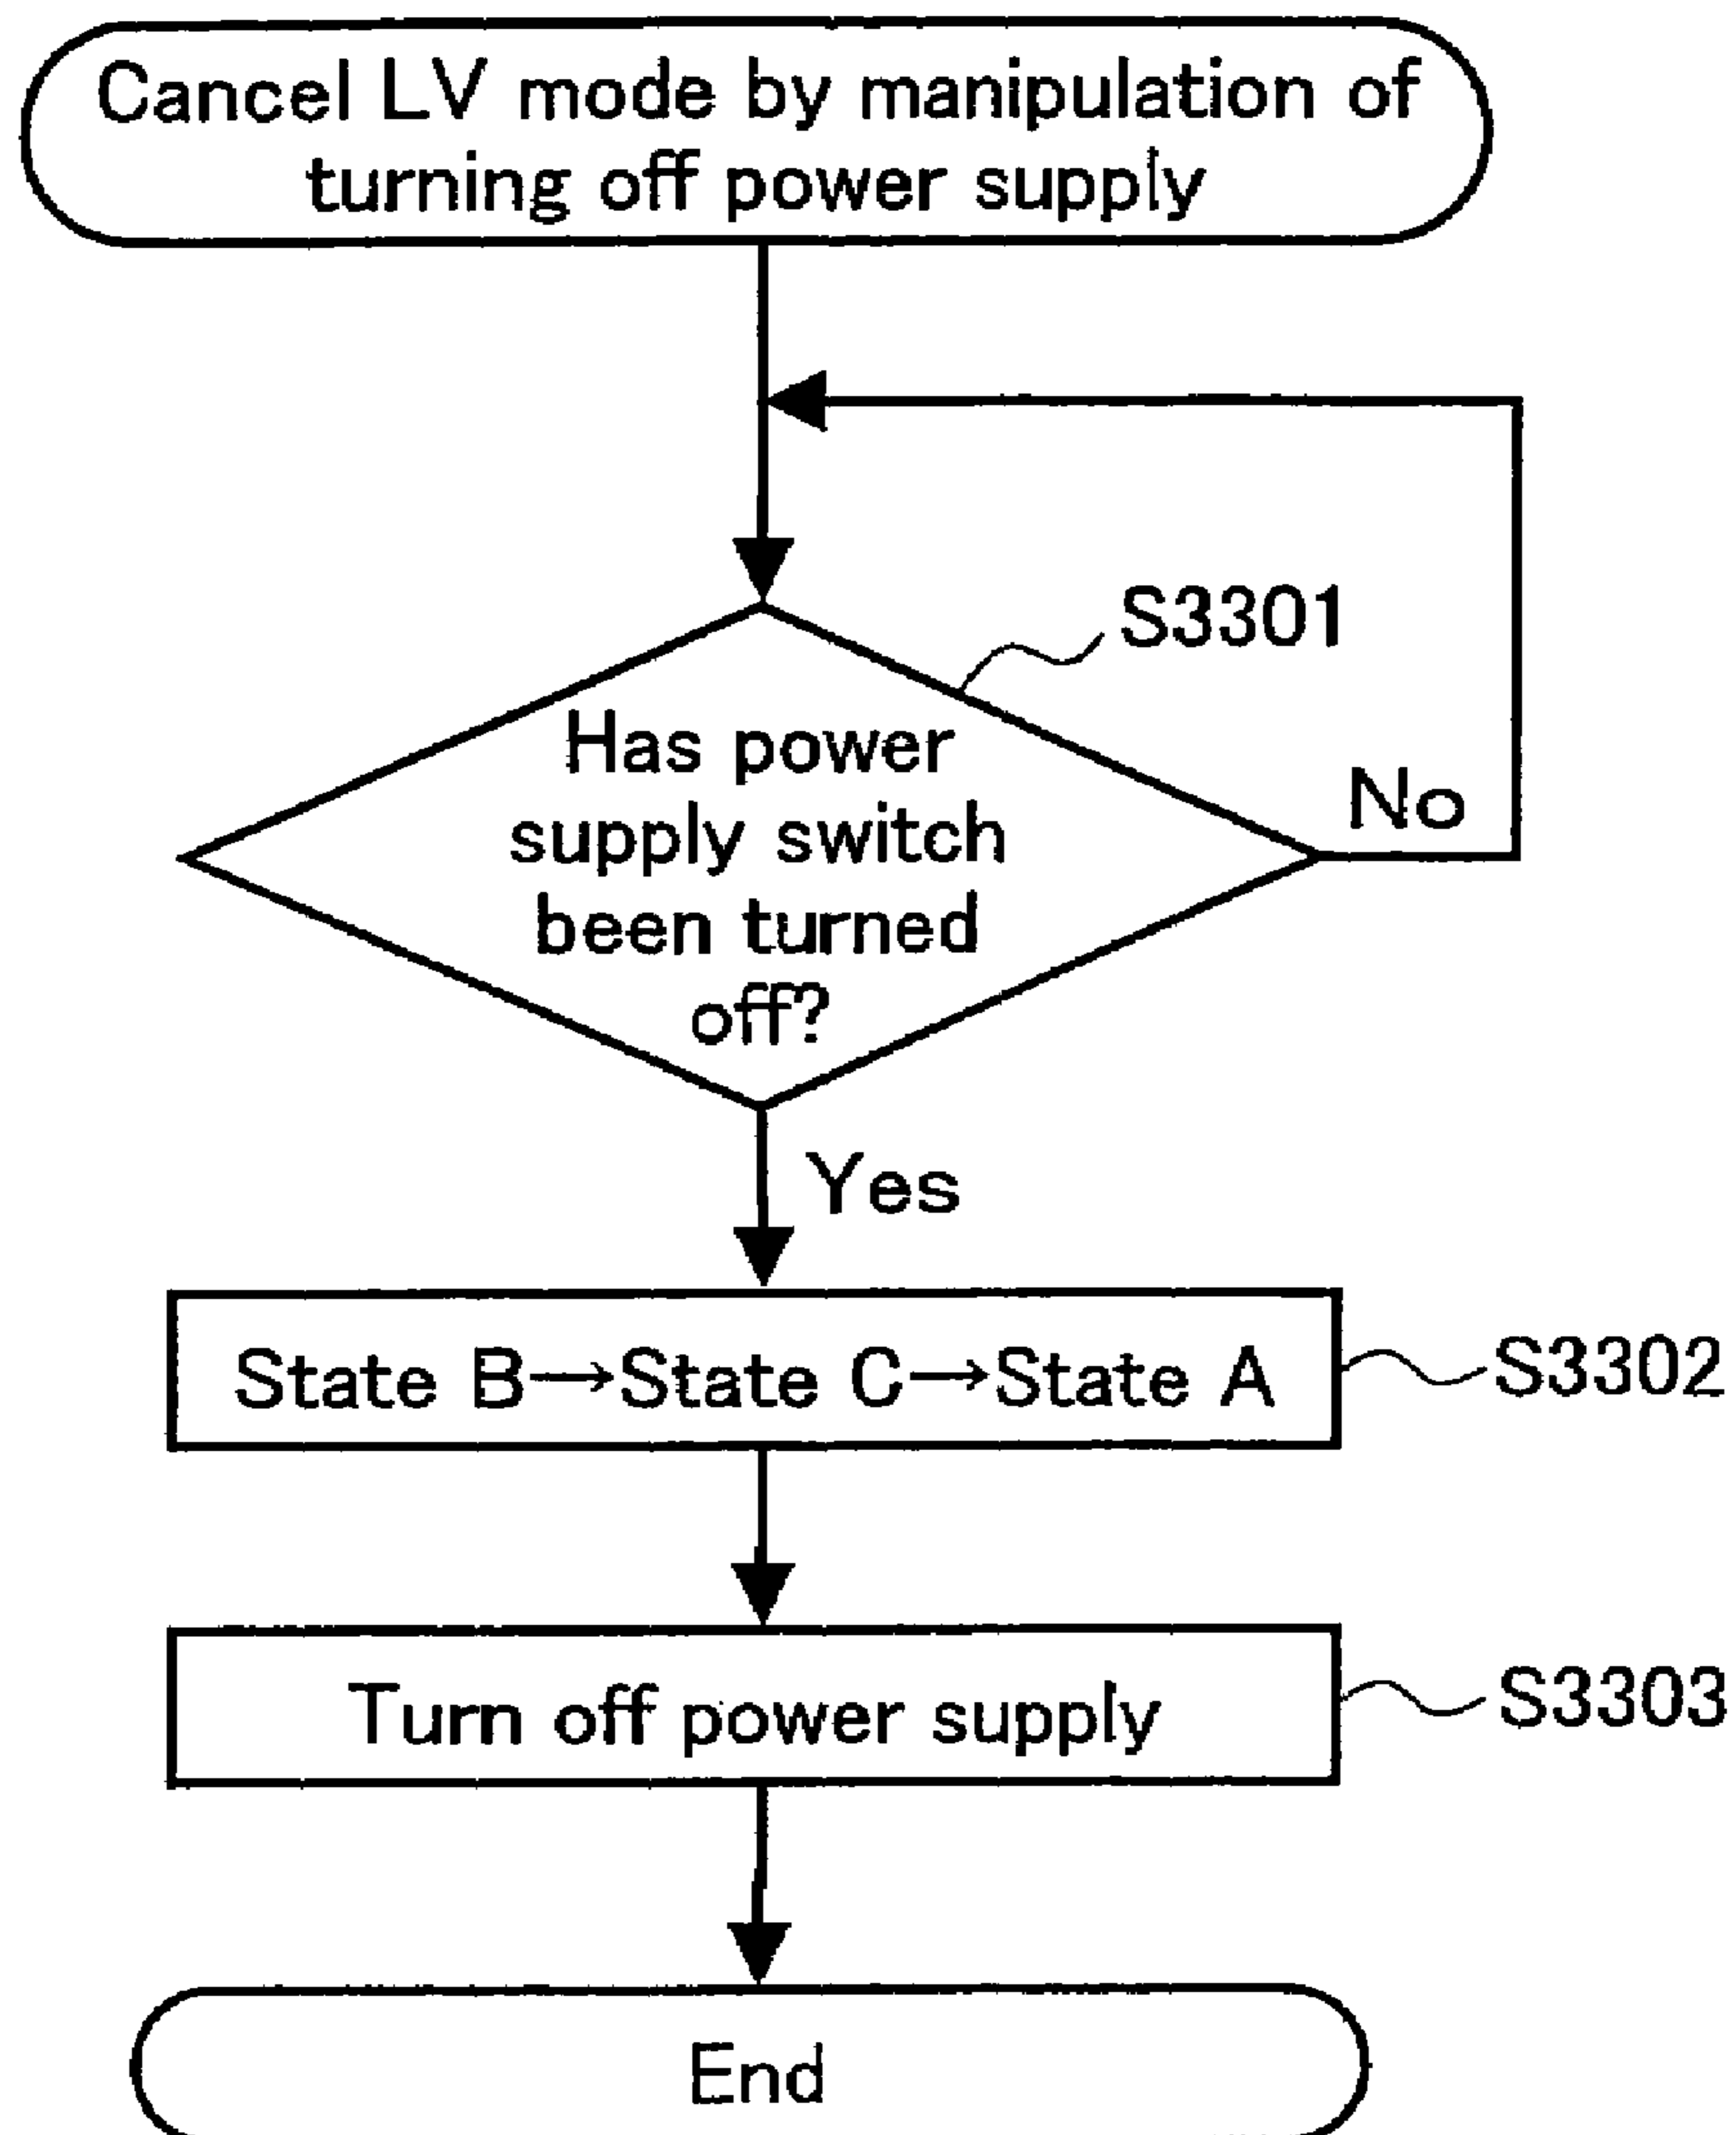 Cancel LV mode by manipulation of
turning off power supply
S3301
Has power
supply switch
been turned
off?
No
Yes
State B→State C→State A
S3302
Turn off power supply
S3303
End